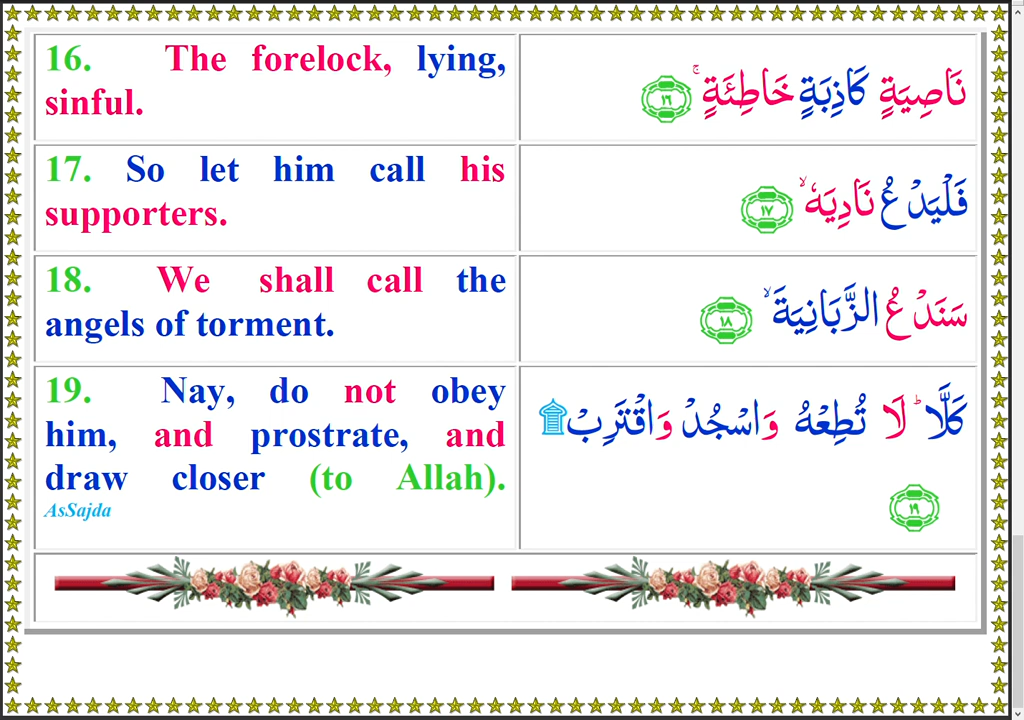 16. The forelock, lying,
sinful.
نَاصِيَةٍ كَاذِبَةٍ خَاطِئَةٍ ۚ ١٦
17. So let him call his
supporters.
فَلْيَدْعُ نَادِيَهٗ ۙ ١٧
18. We shall call the
angels of torment.
سَنَدْعُ الزَّبَانِيَةَ ۙ ١٨
19. Nay, do not obey
him, and prostrate, and
draw closer (to Allah).
AsSajda
كَلَّا ؕ لَا تُطِعْهُ وَاسْجُدْ وَاقْتَرِبْ ۩
١٩